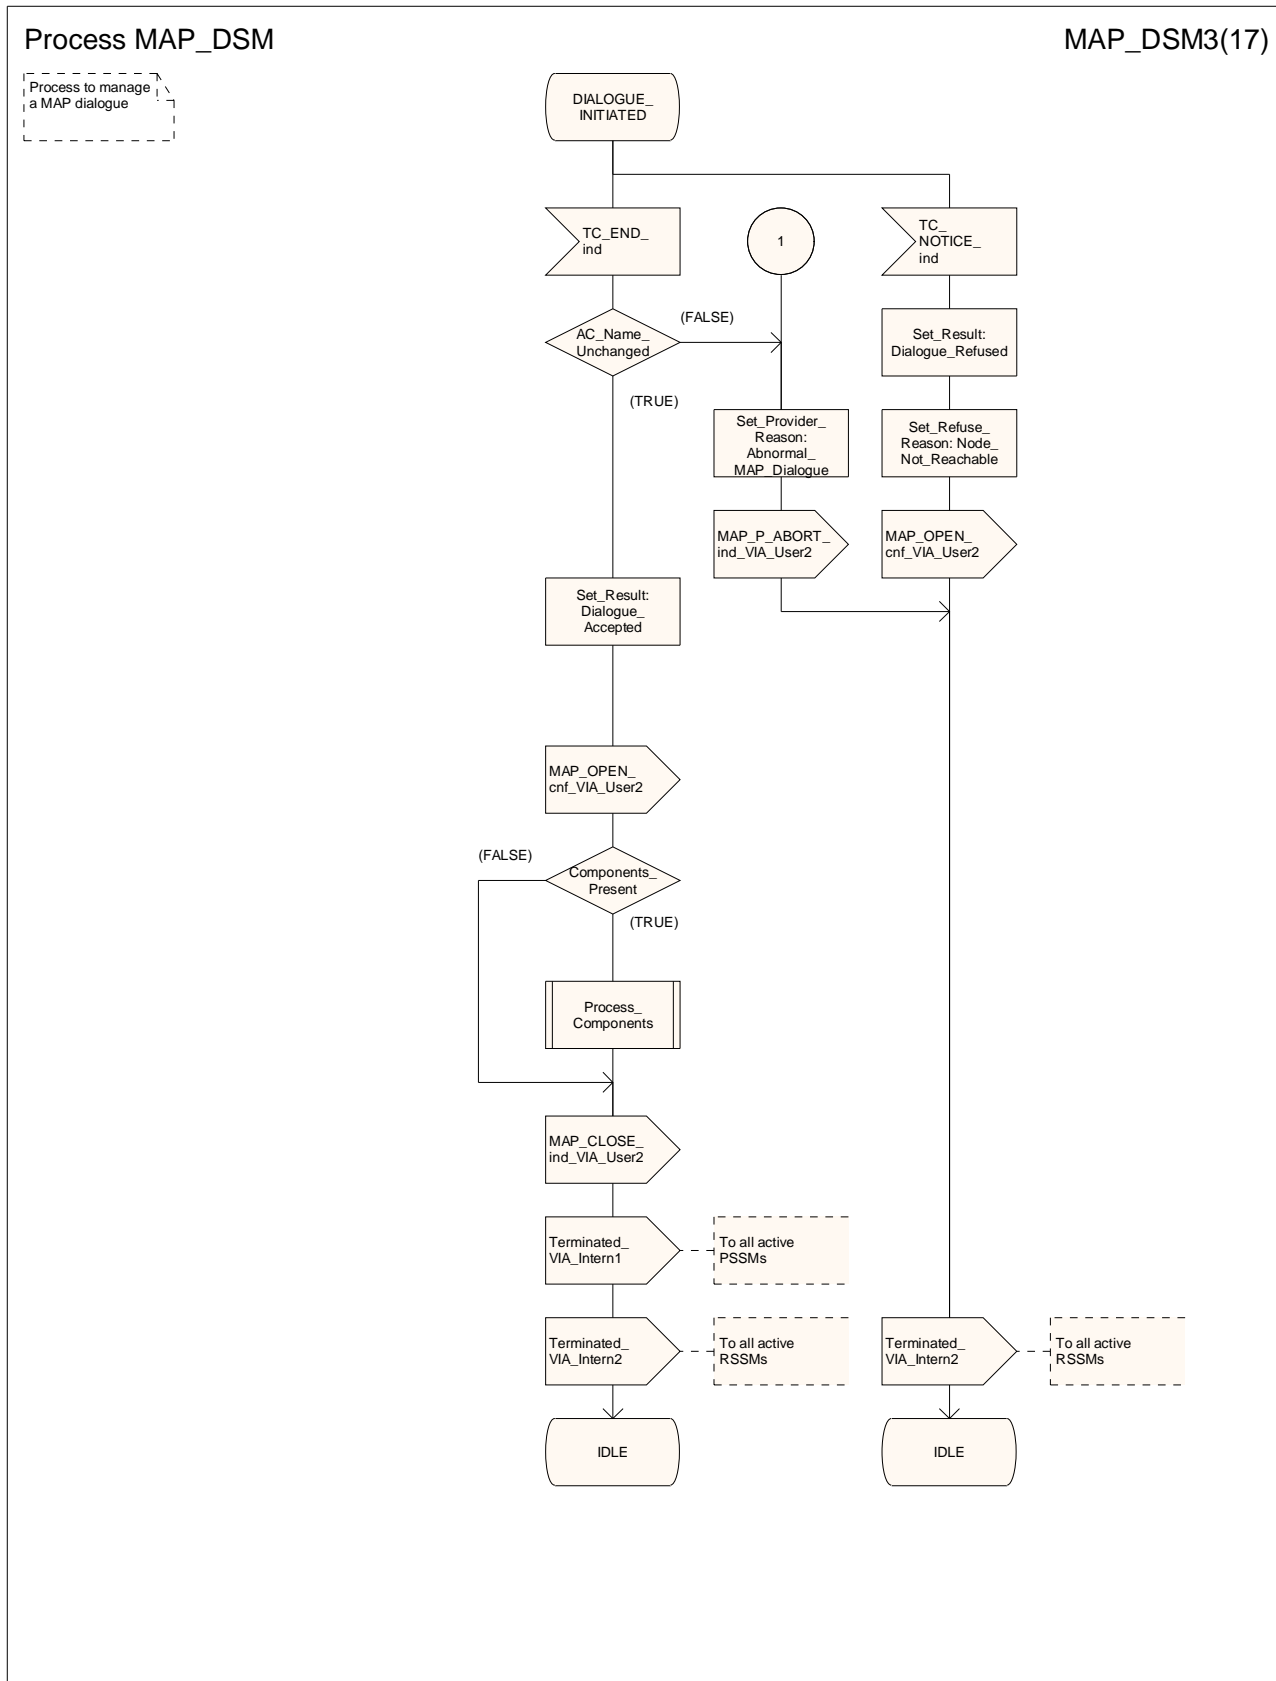 Process MAP_DSM
MAP_DSM3(17)
Process to manage
a MAP dialogue
DIALOGUE_
INITIATED
TC_END_
ind
1
TC_
NOTICE_
ind
AC_Name_
Unchanged
(FALSE)
(TRUE)
Set_Result:
Dialogue_Refused
Set_Provider_
Reason:
Abnormal_
MAP_Dialogue
Set_Refuse_
Reason: Node_
Not_Reachable
MAP_P_ABORT_
ind_VIA_User2
MAP_OPEN_
cnf_VIA_User2
Set_Result:
Dialogue_
Accepted
MAP_OPEN_
cnf_VIA_User2
(FALSE)
Components_
Present
(TRUE)
Process_
Components
MAP_CLOSE_
ind_VIA_User2
Terminated_
VIA_Intern1
To all active
PSSMs
Terminated_
VIA_Intern2
To all active
RSSMs
Terminated_
VIA_Intern2
To all active
RSSMs
IDLE
IDLE